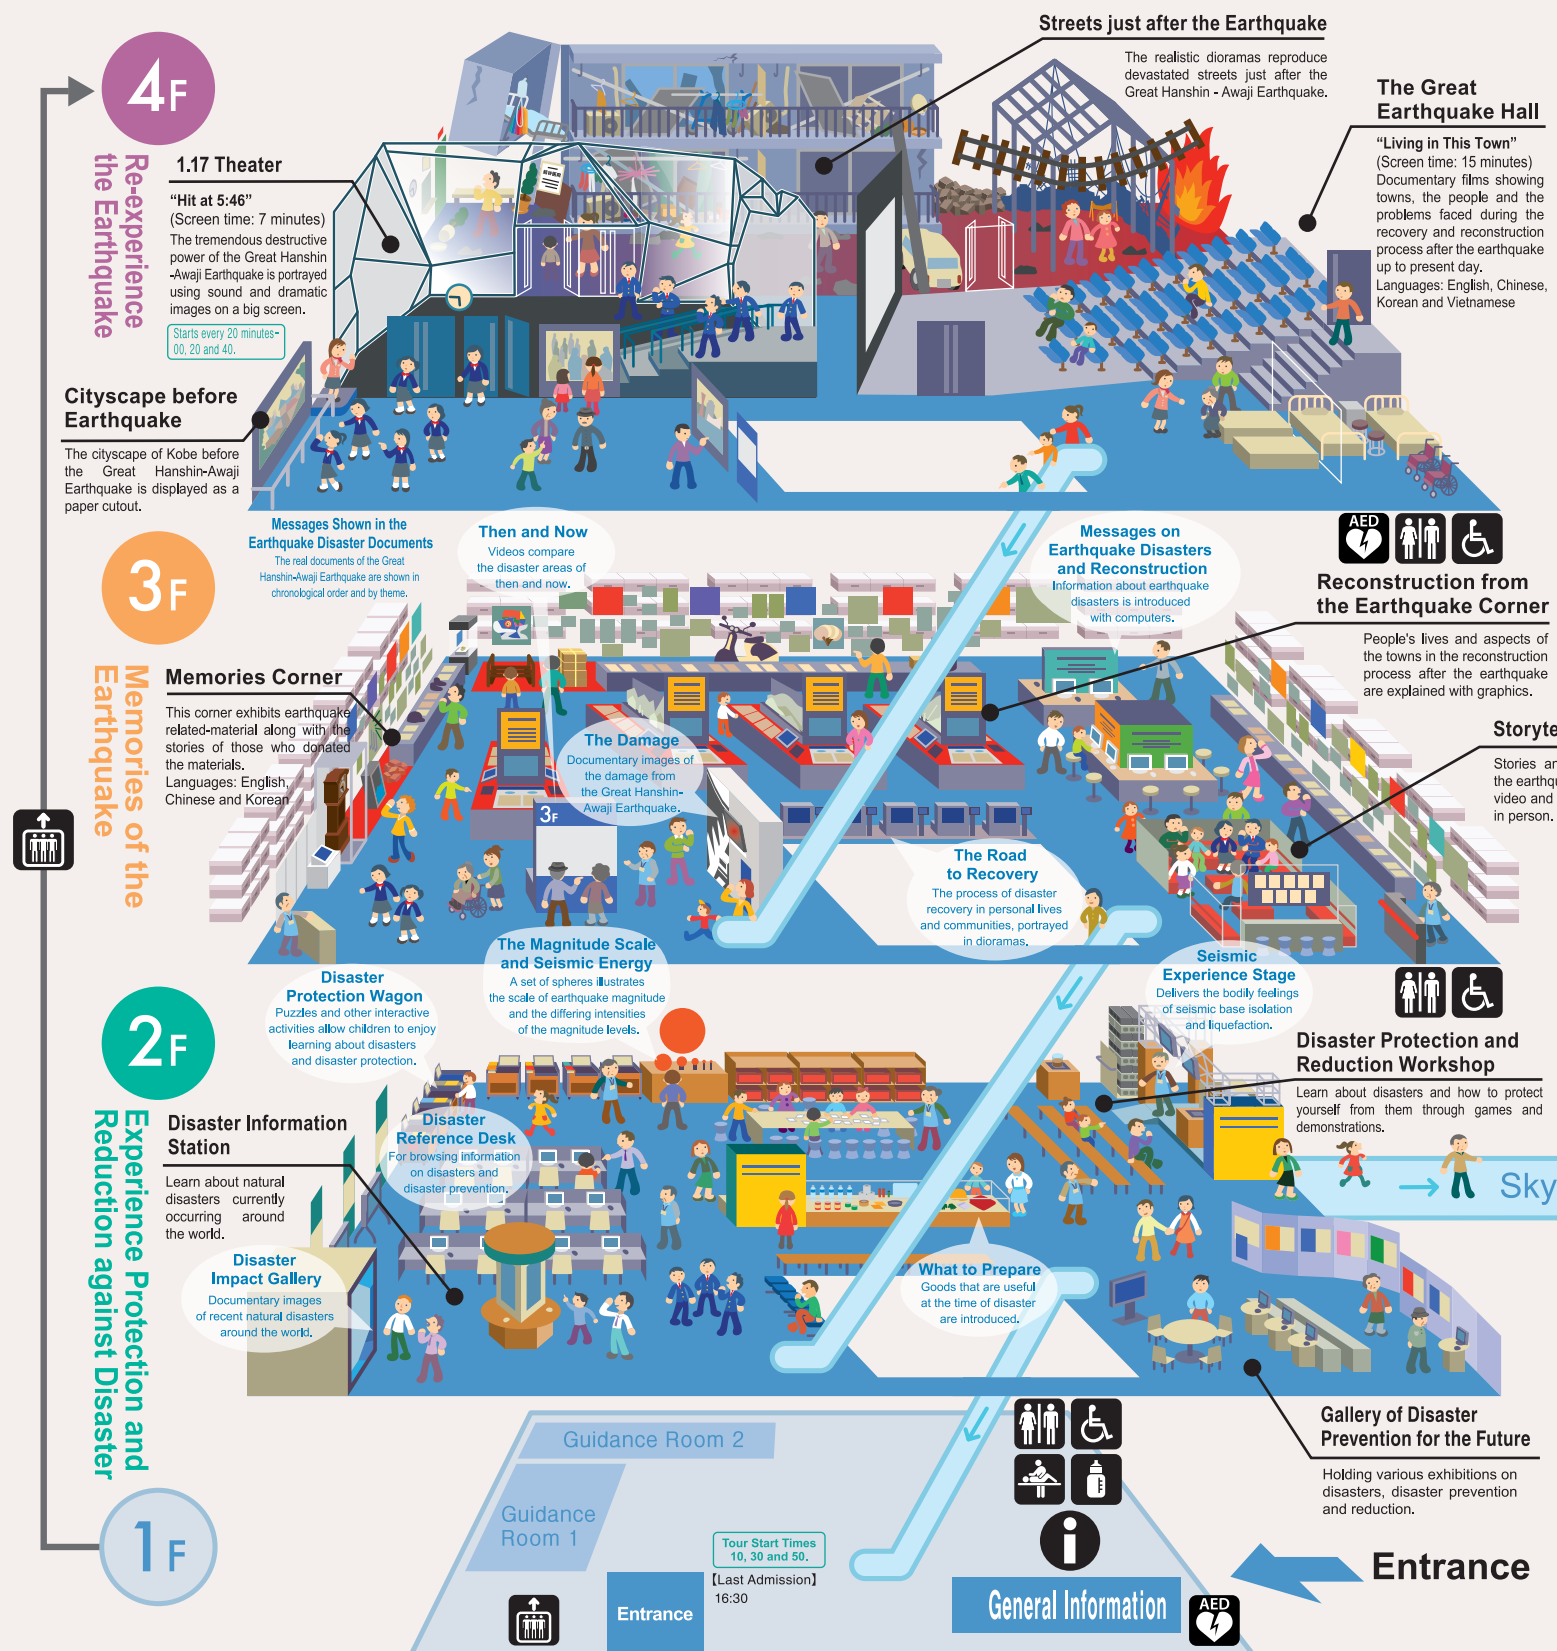 4F
Re-experience
the Earthquake
Streets just after the Earthquake
The realistic dioramas reproduce
devastated streets just after the
Great Hanshin - Awaji Earthquake.
The Great
Earthquake Hall
“Living in This Town”
(Screen time: 15 minutes)
Documentary films showing
towns, the people and the
problems faced during the
recovery and reconstruction
process after the earthquake
up to present day.
Languages: English, Chinese,
Korean and Vietnamese
1.17 Theater
“Hit at 5:46”
(Screen time: 7 minutes)
The tremendous destructive
power of the Great Hanshin
-Awaji Earthquake is portrayed
using sound and dramatic
images on a big screen.
Starts every 20 minutes-
00, 20 and 40.
Cityscape before
Earthquake
The cityscape of Kobe before
the Great Hanshin-Awaji
Earthquake is displayed as a
paper cutout.
3F
Memories of the
Earthquake
Messages Shown in the
Earthquake Disaster Documents
The real documents of the Great
Hanshin-Awaji Earthquake are shown in
chronological order and by theme.
Then and Now
Videos compare
the disaster areas of
then and now.
Messages on
Earthquake Disasters
and Reconstruction
Information about earthquake
disasters is introduced
with computers.
AED
Reconstruction from
the Earthquake Corner
People's lives and aspects of
the towns in the reconstruction
process after the earthquake
are explained with graphics.
Memories Corner
This corner exhibits earthquake
related-material along with the
stories of those who donated
the materials.
Languages: English,
Chinese and Korean
The Damage
Documentary images of
the damage from
the Great Hanshin-
Awaji Earthquake.
3F
Storyte
Stories an
the earthqu
video and
in person.
The Road
to Recovery
The process of disaster
recovery in personal lives
and communities, portrayed
in dioramas.
2F
Experience Protection and
Reduction against Disaster
Disaster
Protection Wagon
Puzzles and other interactive
activities allow children to enjoy
learning about disasters
and disaster protection.
The Magnitude Scale
and Seismic Energy
A set of spheres illustrates
the scale of earthquake magnitude
and the differing intensities
of the magnitude levels.
Seismic
Experience Stage
Delivers the bodily feelings
of seismic base isolation
and liquefaction.
Disaster Protection and
Reduction Workshop
Learn about disasters and how to protect
yourself from them through games and
demonstrations.
Disaster Information
Station
Learn about natural
disasters currently
occurring around
the world.
Disaster
Reference Desk
For browsing information
on disasters and
disaster prevention.
Sky
Disaster
Impact Gallery
Documentary images
of recent natural disasters
around the world.
What to Prepare
Goods that are useful
at the time of disaster
are introduced.
Gallery of Disaster
Prevention for the Future
Holding various exhibitions on
disasters, disaster prevention
and reduction.
1F
Guidance Room 2
Guidance
Room 1
Tour Start Times
10, 30 and 50.
【Last Admission】
16:30
Entrance
i
General Information
AED
Entrance